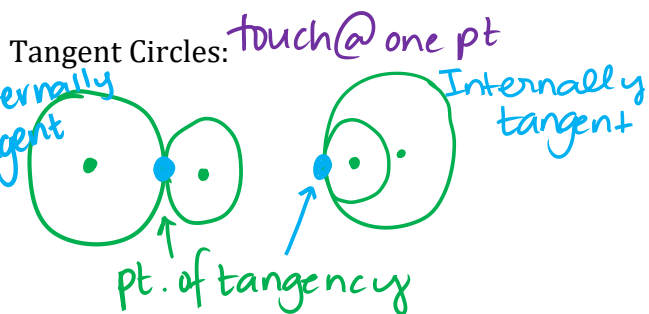 Tangent Circles: touch@ one pt
ernally
gent
Internally
tangent
pt. of tangency